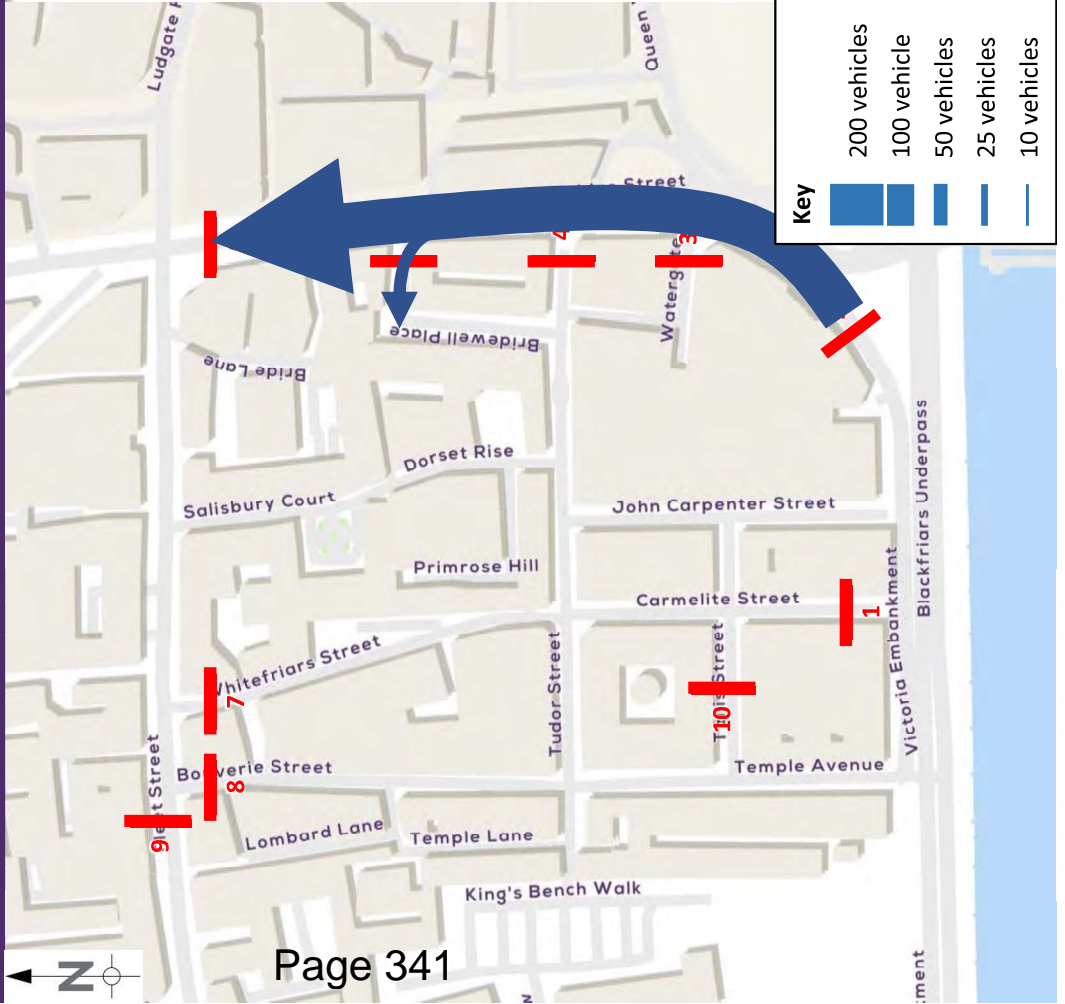 Ludgate
Queen
Key
200 vehicles
100 vehicle
50 vehicles
25 vehicles
10 vehicles
Street
4
3
Bridewell Place
Bride Lane
Dorset Rise
Salisbury Court
John Carpenter Street
Primrose Hill
Carmelite Street
1
Blackfriars Underpass
Victoria Embankment
Whitefriars Street
7
Tudor Street
Street
10
Bouverie Street
8
Temple Avenue
Street
9
Lombard Lane
Temple Lane
King's Bench Walk
N
Page 341